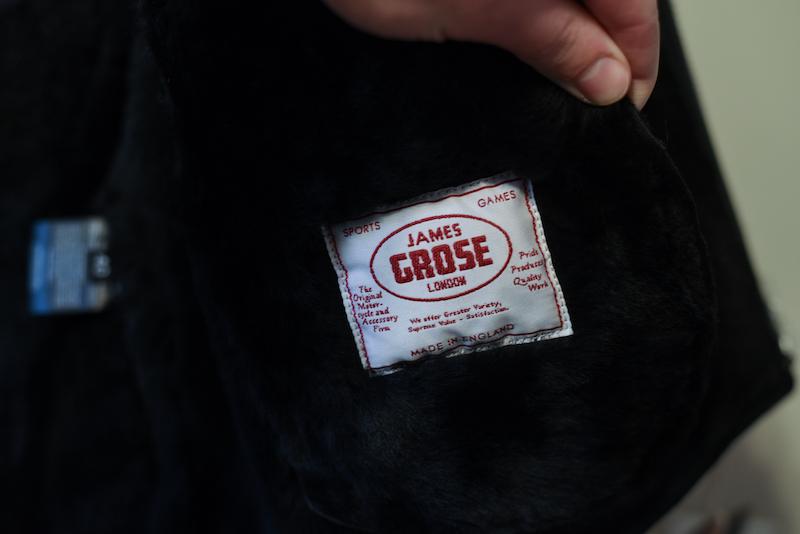 SPORTS
GAMES
JAMES
GROSE
LONDON
The
Original
Motor-
cycle and
Accessory
Firm
Pride
Produces
Quality
Work
We offer Greater Variety,
Supreme Value - Satisfaction.
MADE IN ENGLAND